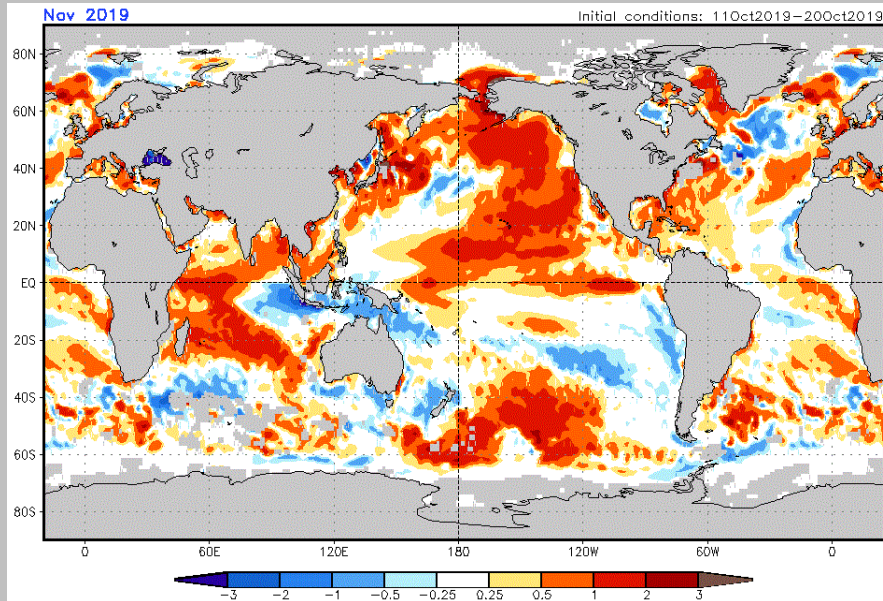 Nov 2019
Initial conditions: 11Oct2019-20Oct2019
80N
60N
40N
20N
EQ
20S
40S
60S
80S
0 60E 120E 180 120W 60W 0
-3 -2 -1 -0.5 -0.25 0.25 0.5 1 2 3